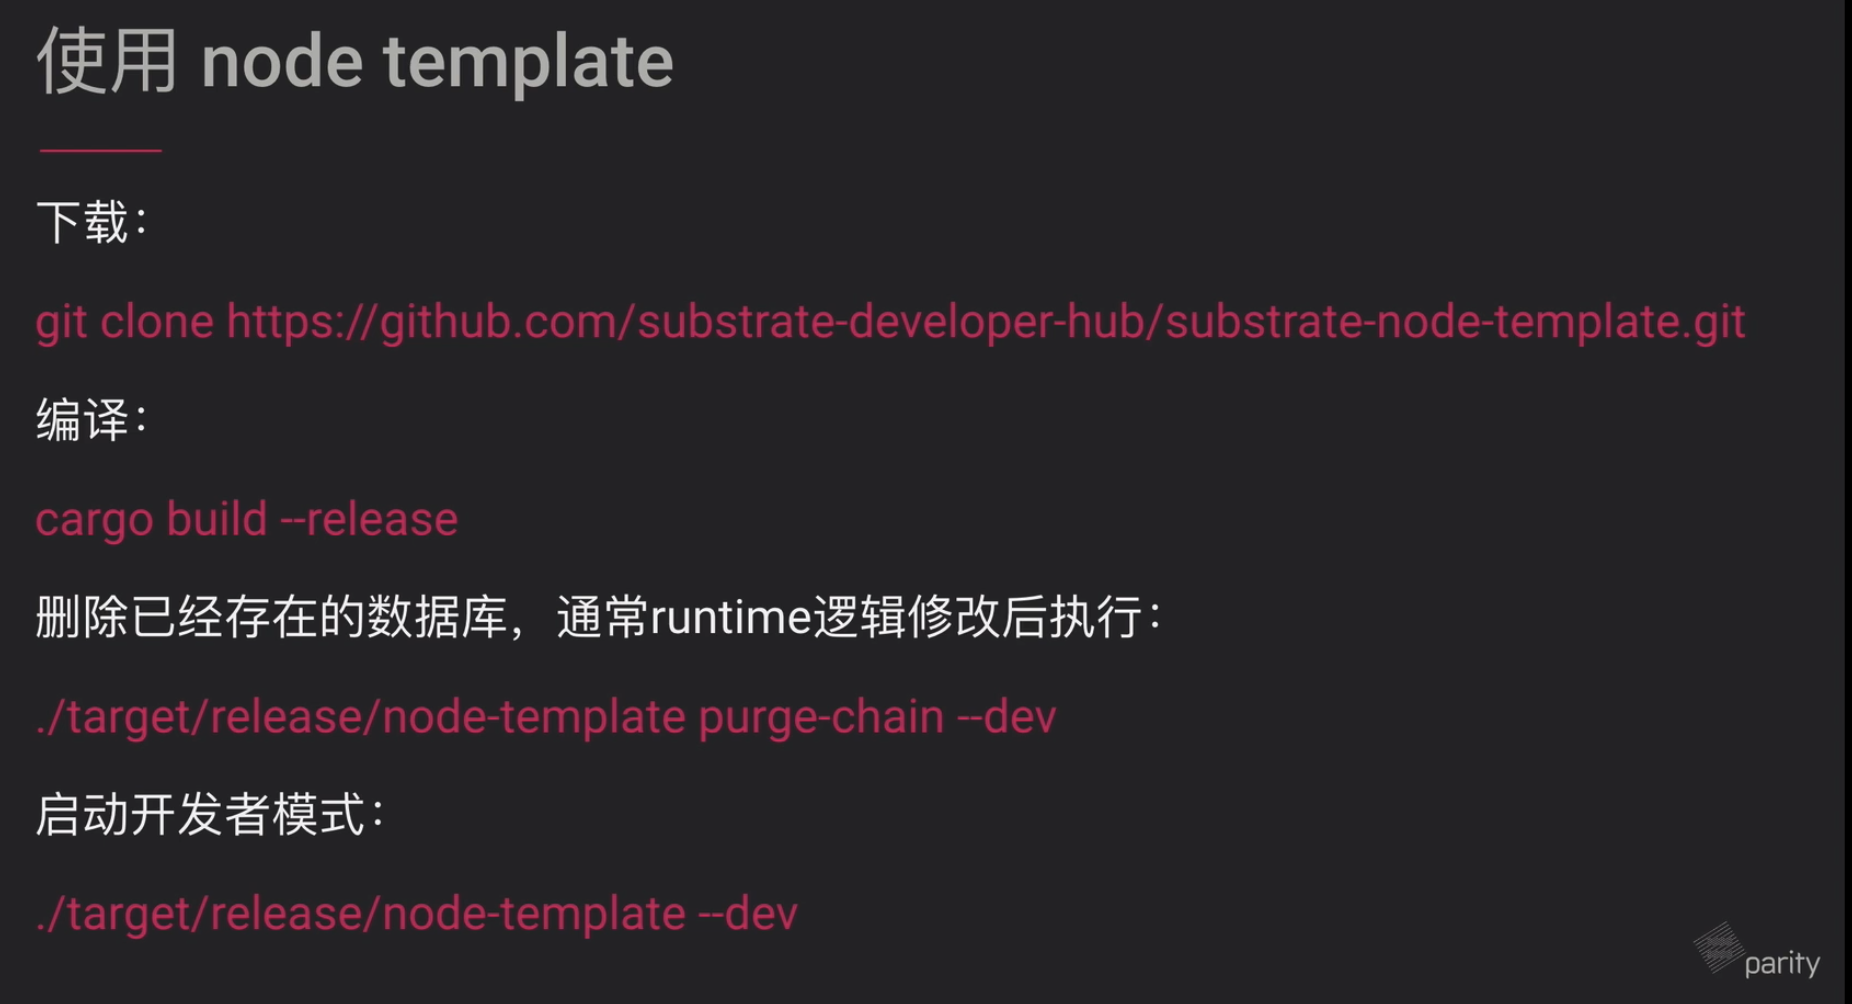 使用 node template
下载：
git clone https://github.com/substrate-developer-hub/substrate-node-template.git
编译：
cargo build --release
删除已经存在的数据库，通常runtime逻辑修改后执行：
./target/release/node-template purge-chain --dev
启动开发者模式：
./target/release/node-template --dev
parity